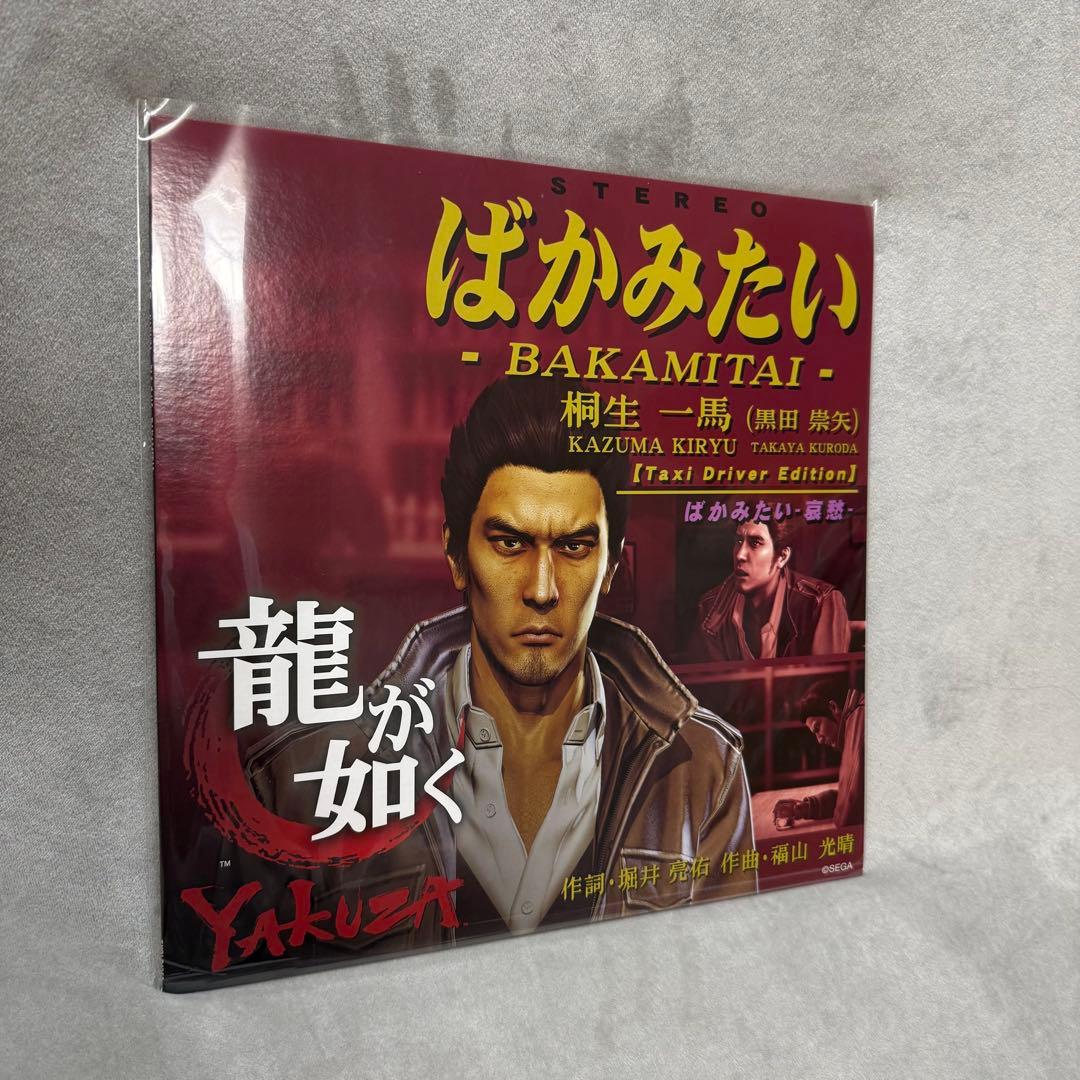 STEREO
ばかみたい
- BAKAMITAI -
桐生 一馬 (黒田 崇矢)
KAZUMA KIRYU TAKAYA KURODA
【Taxi Driver Edition】
ばかみたい-哀愁-
龍が
如く
™
YAKUZA
作詞・堀井 亮佑 作曲・福山 光晴
©SEGA